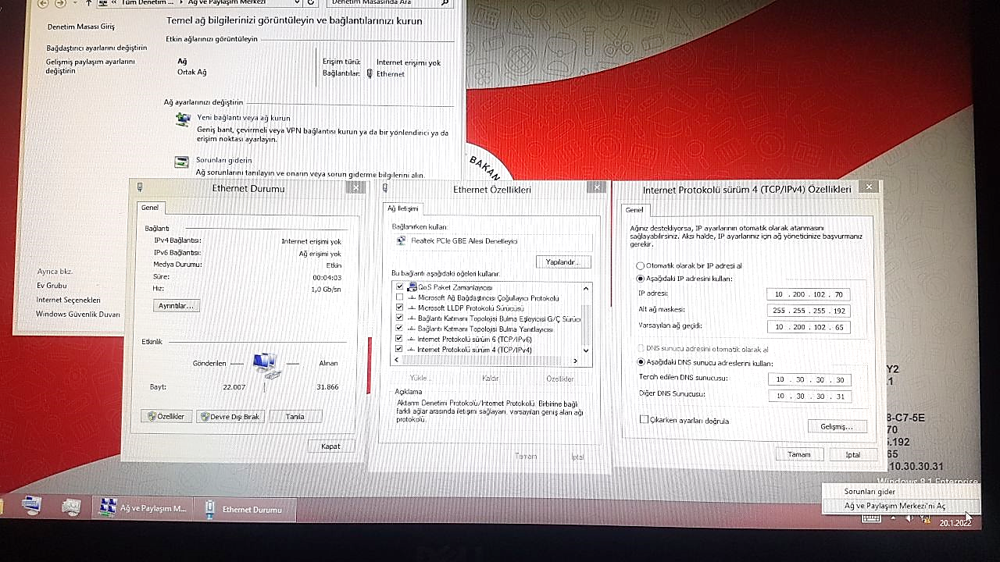 Tüm Denetim ... Ağ ve Paylaşım Merkezi
Denetim Masasında Ara
Denetim Masası Giriş
Bağdaştırıcı ayarlarını değiştirin
Gelişmiş paylaşım ayarlarını
değiştirin
Temel ağ bilgilerinizi görüntüleyin ve bağlantılarınızı kurun
Etkin ağlarınızı görüntüleyin
Ağ
Ortak Ağ
Erişim türü: Internet erişimi yok
Bağlantılar: Ethernet
Ağ ayarlarınızı değiştirin
Yeni bağlantı veya ağ kurun
Geniş bant, çevirmeli veya VPN bağlantısı kurun ya da bir yönlendirici ya da
erişim noktası ayarlayın.
Sorunları giderin
Ağ sorunlarını tanılayın ve onarın veya sorun giderme bilgilerini alın.
Ayrıca bkz.
Ev Grubu
Internet Seçenekleri
Windows Güvenlik Duvarı
BAKAN
Ethernet Durumu
Genel
Bağlantı
IPv4 Bağlantısı: Internet erişimi yok
IPv6 Bağlantısı: Ağ erişimi yok
Medya Durumu: Etkin
Süre: 00:04:03
Hız: 1,0 Gb/sn
Ayrıntılar...
Etkinlik
Gönderilen Alınan
Bayt: 22.007 31.866
Özellikler
Devre Dışı Bırak
Tanıla
Kapat
Ethernet Özellikleri
Ağ İletişimi
Bağlanırken kullan:
Realtek PCIe GBE Ailesi Denetleyici
Yapılandır...
Bu bağlantı aşağıdaki öğeleri kullanır:
QoS Paket Zamanlayıcısı
Microsoft Ağ Bağdaştırıcısı Çoğullayıcı Protokolu
Microsoft LLDP Protokolü Sürücüsü
Bağlantı Katmanı Topolojisi Bulma Eşleyicisi G/Ç Sürücü
Bağlantı Katmanı Topolojisi Bulma Yanıtlayıcısı
Internet Protokolü sürüm 6 (TCP/IPv6)
Internet Protokolü sürüm 4 (TCP/IPv4)
Yükle...
Kaldır
Özellikler
Açıklama
Aktarım Denetimi Protokolü/Internet Protokolü. Birbirine bağlı
farklı ağlar arasında iletişimi sağlayan, varsayılan geniş alan ağı
protokolü.
Tamam
İptal
Internet Protokolü sürüm 4 (TCP/IPv4) Özellikleri
Genel
Ağınız destekliyorsa, IP ayarlarının otomatik olarak atanmasını
sağlayabilirsiniz. Aksi halde, IP ayarlarınız için ağ yöneticinize başvurmanız
gerekir.
Otomatik olarak bir IP adresi al
Aşağıdaki IP adresini kullan:
IP adresi: 10 . 200 . 102 . 70
Alt ağ maskesi: 255 . 255 . 255 . 192
Varsayılan ağ geçidi: 10 . 200 . 102 . 65
DNS sunucu adresini otomatik olarak al
Aşağıdaki DNS sunucu adreslerini kullan:
Tercih edilen DNS sunucusu: 10 . 30 . 30 . 30
Diğer DNS Sunucusu: 10 . 30 . 30 . 31
Çıkarken ayarları doğrula
Gelişmiş...
Tamam
İptal
Y2
.1
-C7-5E
70
.192
65
10.30.30.31
Windows 8.1 Enterprise
Sorunları gider
Ağ ve Paylaşım Merkezi'ni Aç
Ağ ve Paylaşım M...
Ethernet Durumu
20.1.2022